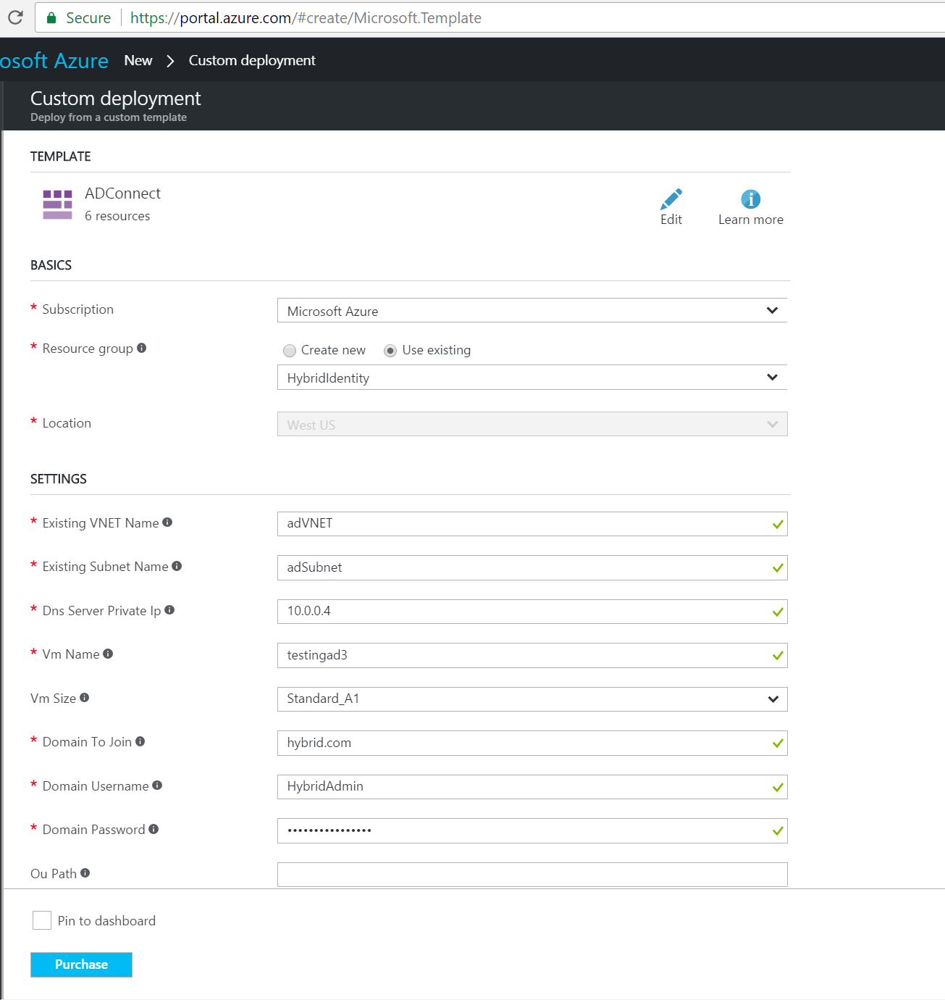 Secure https://portal.azure.com/#create/Microsoft.Template
osoft Azure New > Custom deployment
Custom deployment
Deploy from a custom template
TEMPLATE
ADConnect
6 resources
Edit
Learn more
BASICS
* Subscription
Microsoft Azure
* Resource group
Create new
Use existing
HybridIdentity
* Location
West US
SETTINGS
* Existing VNET Name
adVNET
* Existing Subnet Name
adSubnet
* Dns Server Private Ip
10.0.0.4
* Vm Name
testingad3
Vm Size
Standard_A1
* Domain To Join
hybrid.com
* Domain Username
HybridAdmin
* Domain Password
••••••••••••••••
Ou Path
Pin to dashboard
Purchase